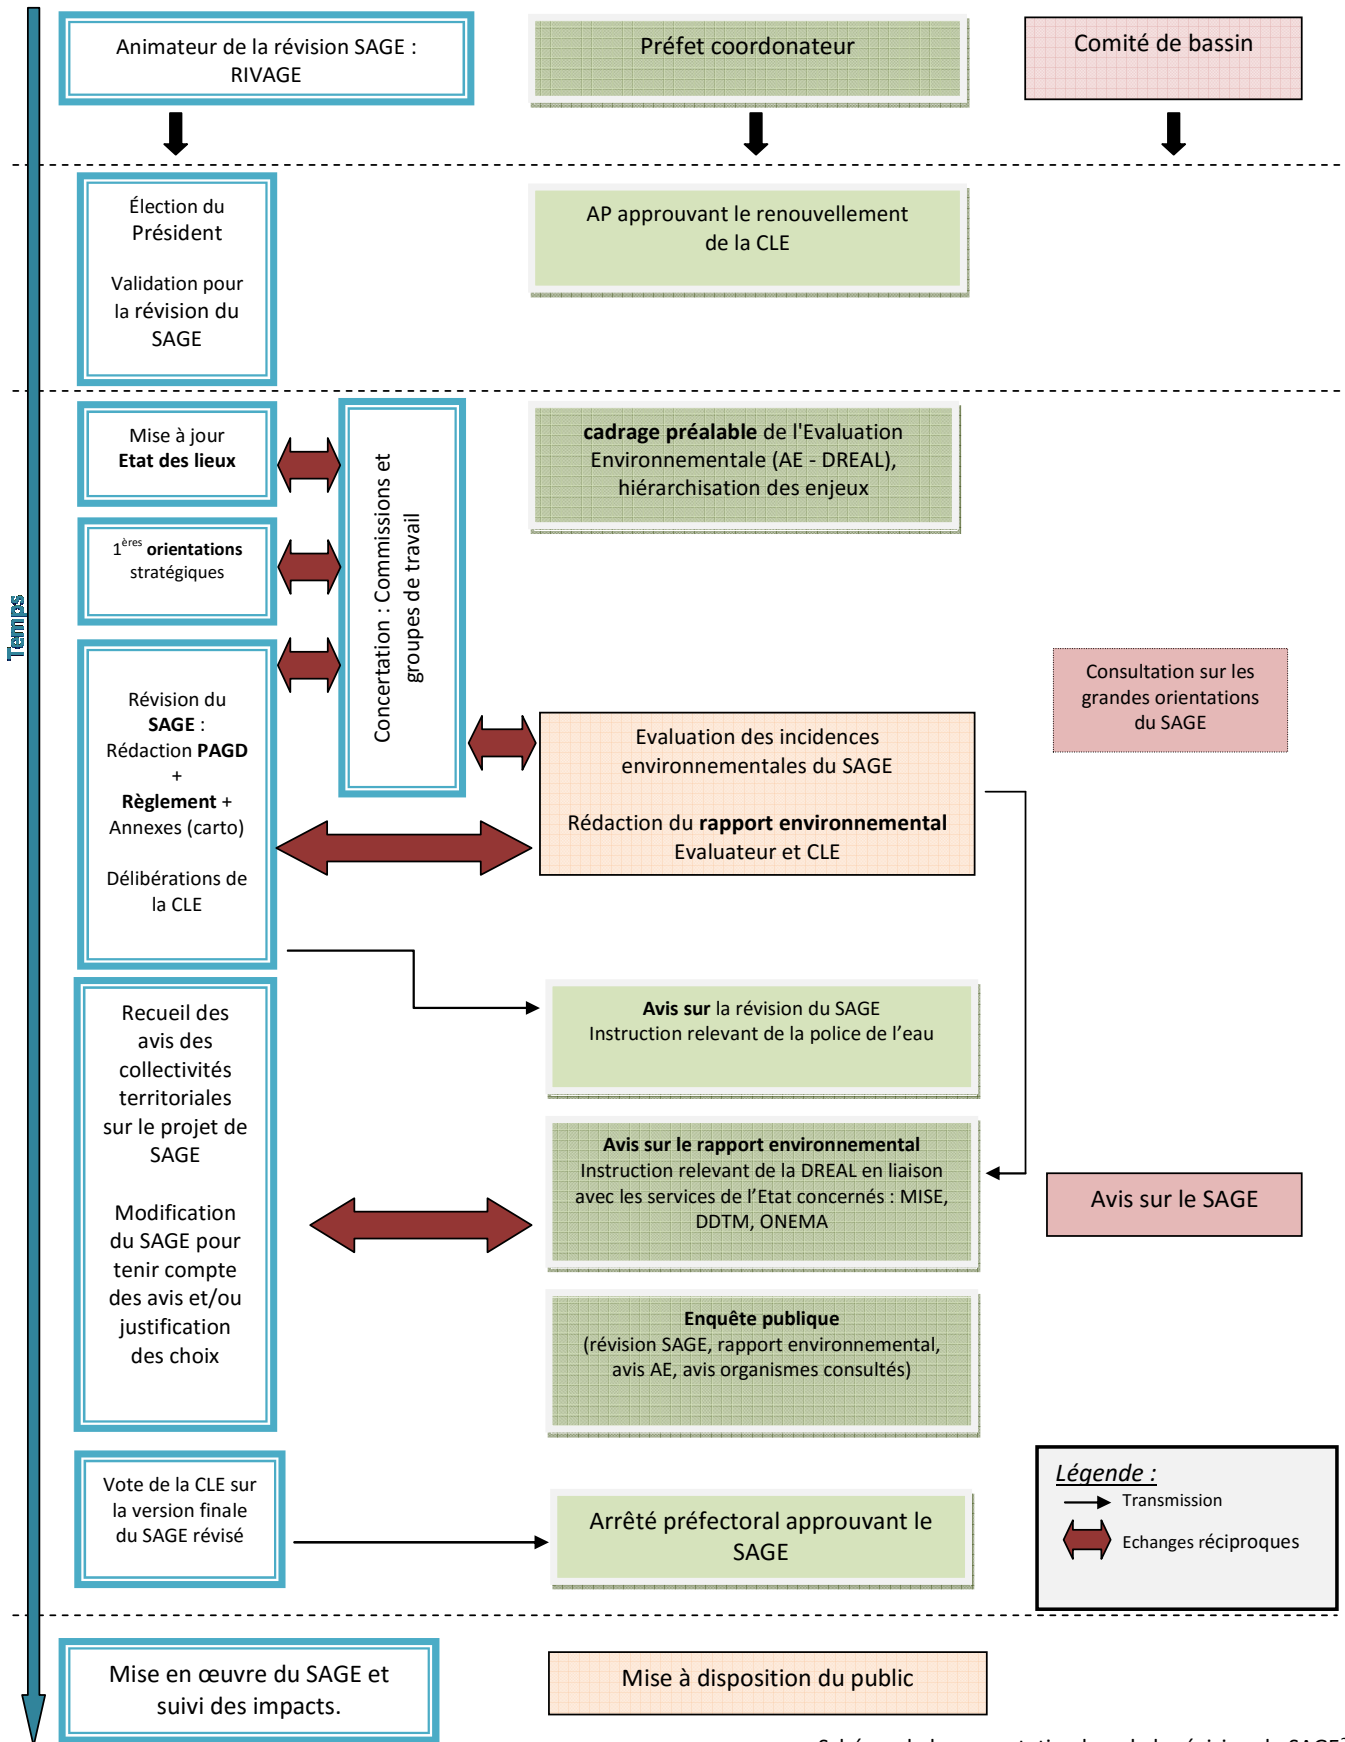 Animateur de la révision SAGE :
RIVAGE
Préfet coordonateur
Comité de bassin
Temps
Élection du
Président
Validation pour
la révision du
SAGE
AP approuvant le renouvellement
de la CLE
Mise à jour
Etat des lieux
1ères orientations
stratégiques
Concertation : Commissions et
groupes de travail
cadrage préalable de l'Evaluation
Environnementale (AE - DREAL),
hiérarchisation des enjeux
Révision du
SAGE :
Rédaction PAGD
+
Règlement +
Annexes (carto)
Délibérations de
la CLE
Evaluation des incidences
environnementales du SAGE
Rédaction du rapport environnemental
Evaluateur et CLE
Consultation sur les
grandes orientations
du SAGE
Recueil des
avis des
collectivités
territoriales
sur le projet de
SAGE
Modification
du SAGE pour
tenir compte
des avis et/ou
justification
des choix
Avis sur la révision du SAGE
Instruction relevant de la police de l’eau
Avis sur le rapport environnemental
Instruction relevant de la DREAL en liaison
avec les services de l’Etat concernés : MISE,
DDTM, ONEMA
Avis sur le SAGE
Enquête publique
(révision SAGE, rapport environnemental,
avis AE, avis organismes consultés)
Vote de la CLE sur
la version finale
du SAGE révisé
Arrêté préfectoral approuvant le
SAGE
Légende :
Transmission
Echanges réciproques
Mise en œuvre du SAGE et
suivi des impacts.
Mise à disposition du public